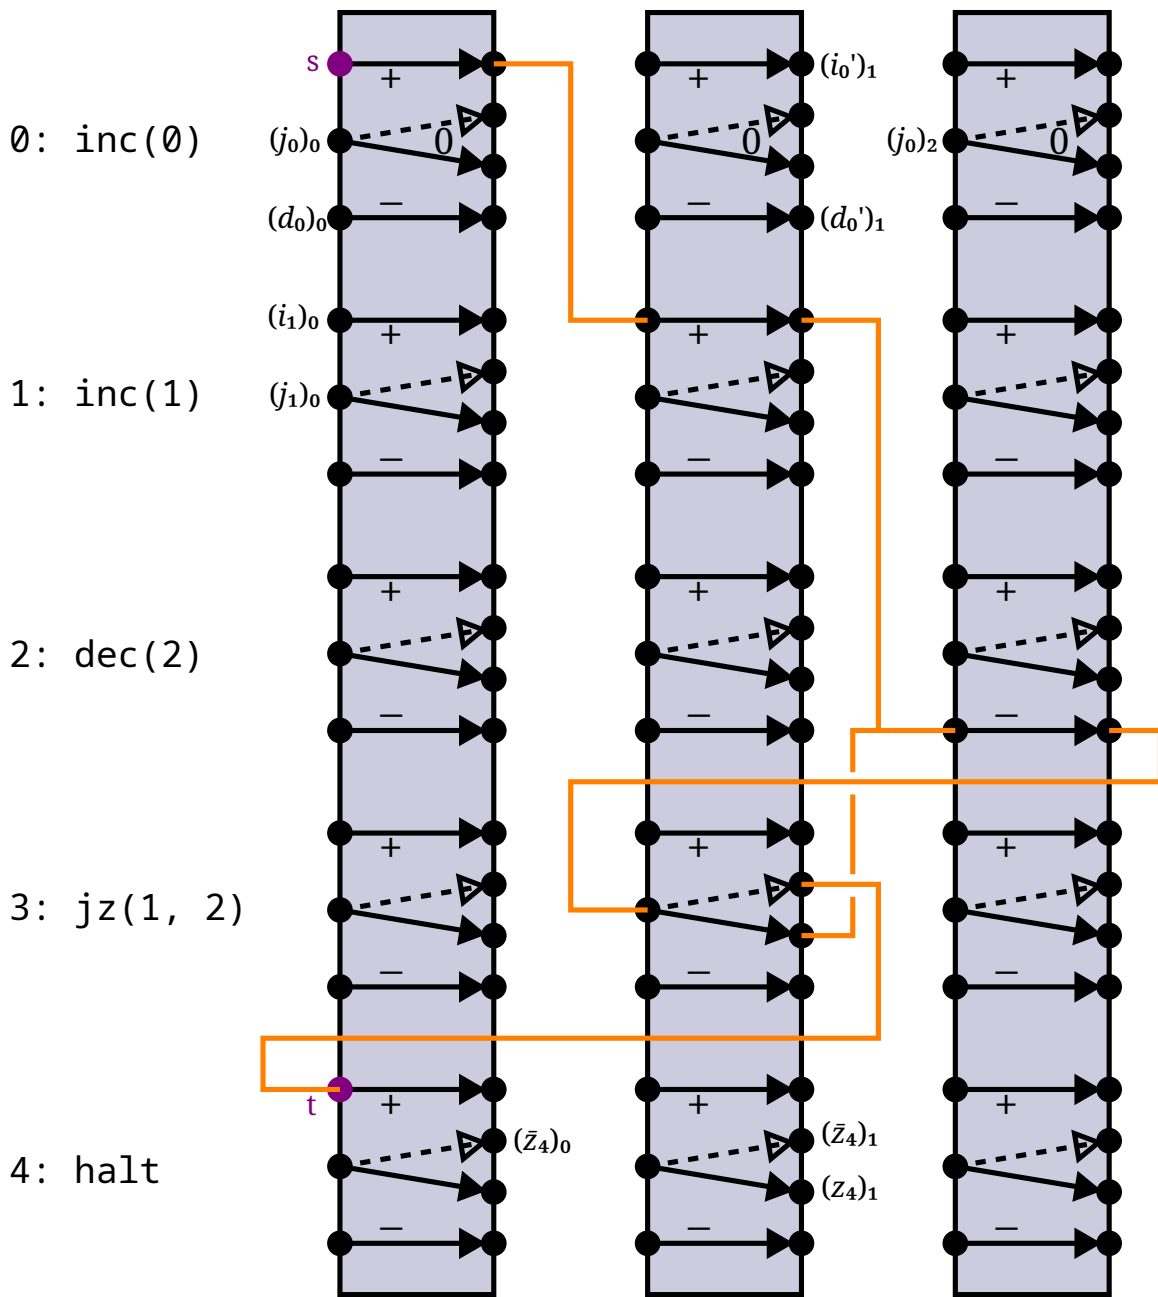 s + + (i₀')₁ +
0: inc(0) (j₀)₀ 0 0 (j₀)₂ 0
(d₀)₀ − − (d₀')₁ −
(i₁)₀ + + +
1: inc(1) (j₁)₀
− − −
+ + +
2: dec(2)
− − −
+ + +
3: jz(1, 2)
− − −
t + + +
(z̄₄)₀ (z̄₄)₁
4: halt (z₄)₁
− − −